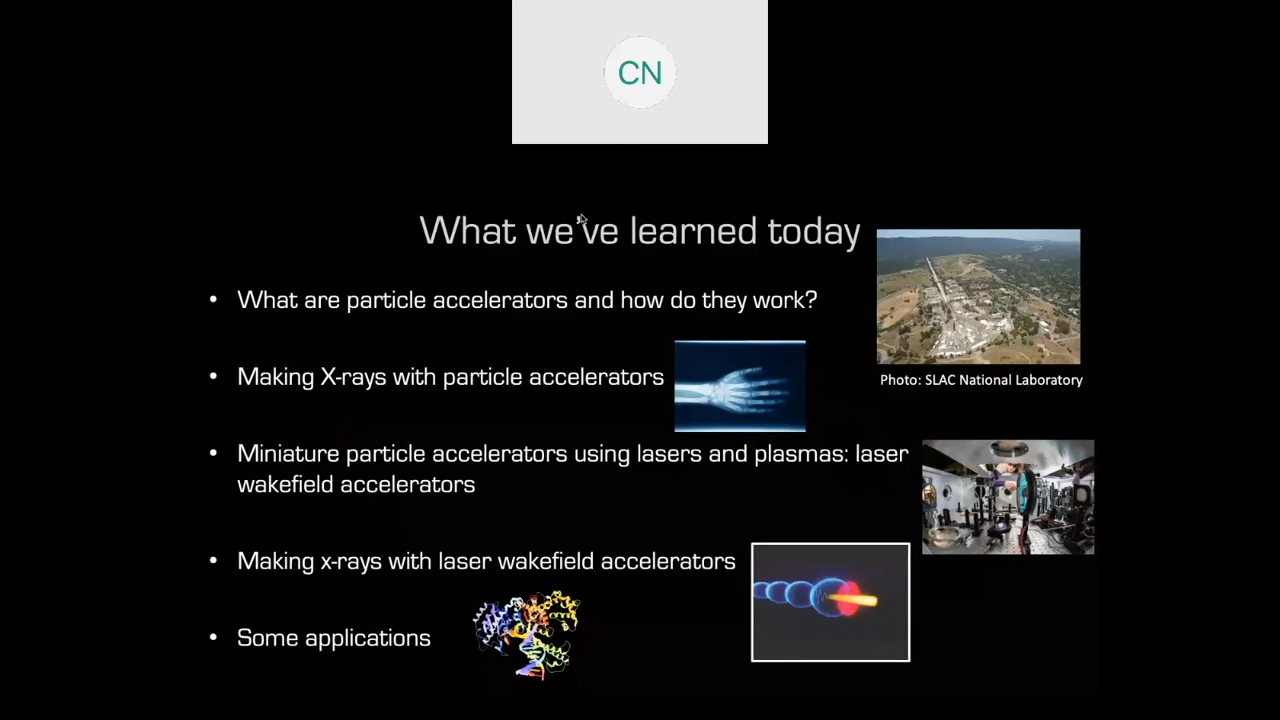 CN
What we've learned today
• What are particle accelerators and how do they work?
• Making X-rays with particle accelerators
Photo: SLAC National Laboratory
• Miniature particle accelerators using lasers and plasmas: laser
wakefield accelerators
• Making x-rays with laser wakefield accelerators
• Some applications